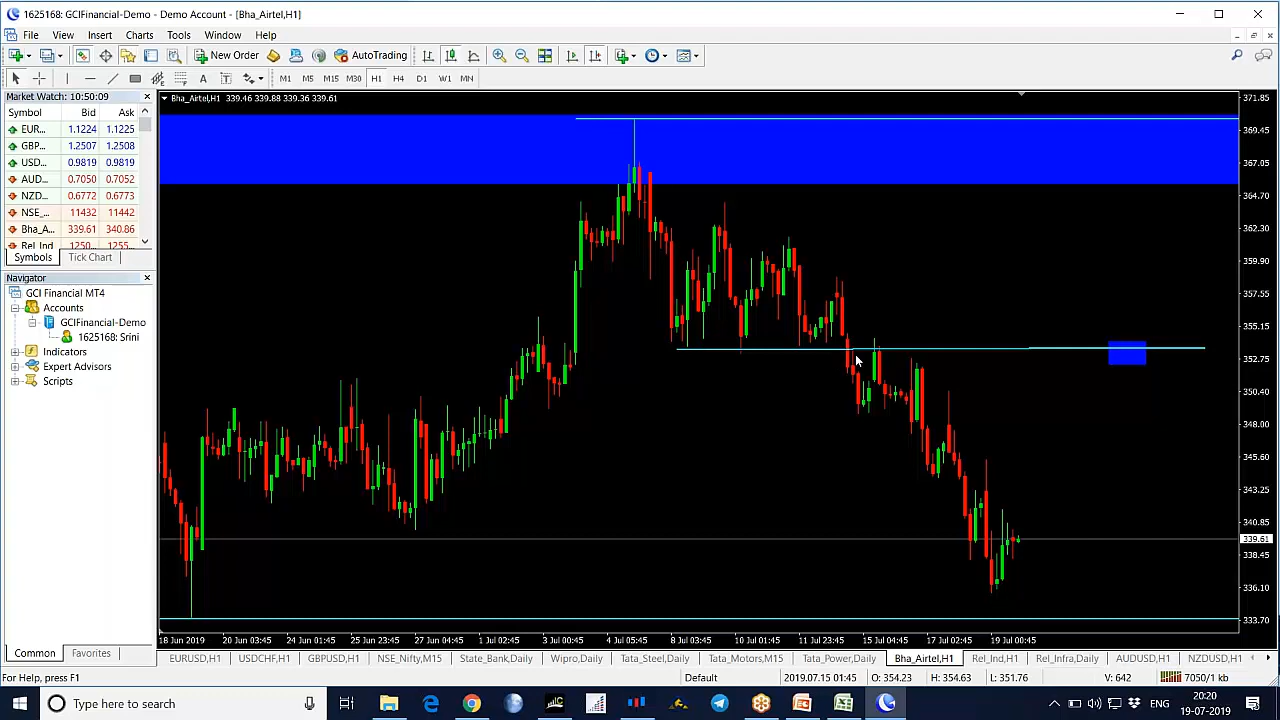 1625168: GCIFinancial-Demo - Demo Account - [Bha_Airtel,H1]
File View Insert Charts Tools Window Help
New Order AutoTrading
A T M1 M5 M15 M30 H1 H4 D1 W1 MN
Market Watch: 10:50:09
Symbol Bid Ask
EUR... 1.1224 1.1225
GBP... 1.2507 1.2508
USD... 0.9819 0.9819
AUD... 0.7050 0.7052
NZD... 0.6772 0.6773
NSE_... 11432 11442
Bha_A... 339.61 340.86
Rel_Ind 1250... 1255...
Symbols Tick Chart
Navigator
GCI Financial MT4
Accounts
GCIFinancial-Demo
1625168: Srini
Indicators
Expert Advisors
Scripts
Common Favorites
Bha_Airtel,H1 339.46 339.88 339.36 339.61
371.85
369.45
367.05
364.70
362.30
359.90
357.55
355.15
352.75
350.40
348.00
345.60
343.25
340.85
339.61
338.45
336.10
333.70
18 Jun 2019 20 Jun 03:45 24 Jun 01:45 25 Jun 23:45 27 Jun 04:45 1 Jul 02:45 3 Jul 00:45 4 Jul 05:45 8 Jul 03:45 10 Jul 01:45 11 Jul 23:45 15 Jul 04:45 17 Jul 02:45 19 Jul 00:45
EURUSD,H1 USDCHF,H1 GBPUSD,H1 NSE_Nifty,M15 State_Bank,Daily Wipro,Daily Tata_Steel,Daily Tata_Motors,M15 Tata_Power,Daily Bha_Airtel,H1 Rel_Ind,H1 Rel_Infra,Daily AUDUSD,H1 NZDUSD,H1
For Help, press F1 Default 2019.07.15 01:45 O: 354.23 H: 354.63 L: 351.76 V: 642 7050/1 kb
Type here to search
ENG
20:20
19-07-2019